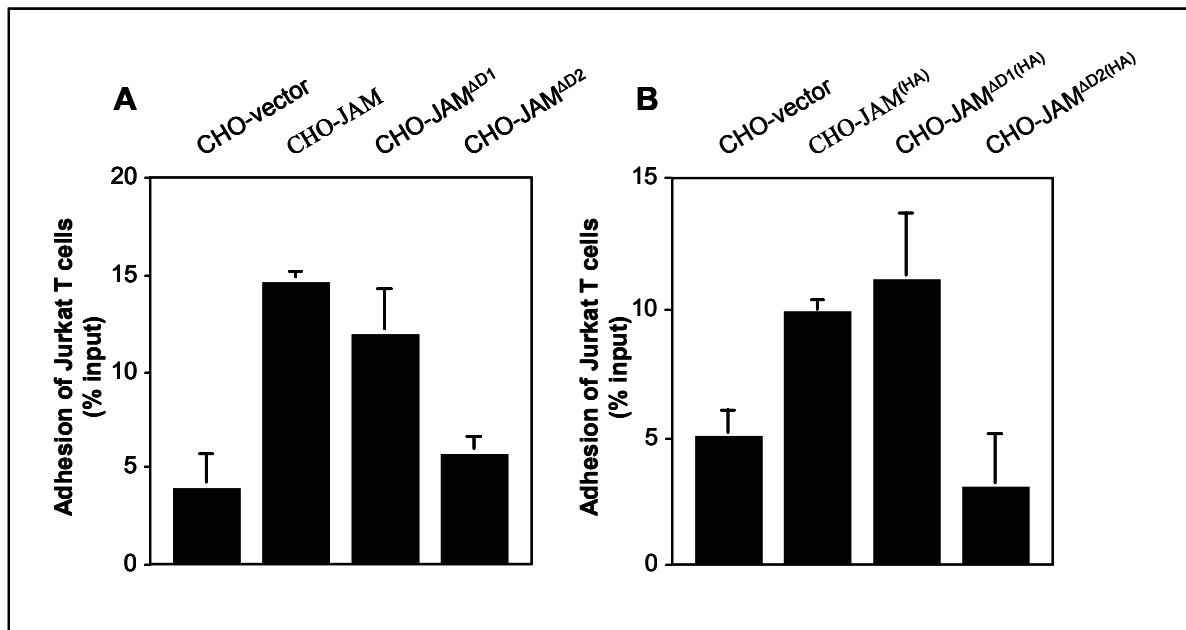 A
CHO-vector
CHO-JAM
CHO-JAMΔD1
CHO-JAMΔD2
20
15
10
5
0
Adhesion of Jurkat T cells
(% input)
B
CHO-vector
CHO-JAM(HA)
CHO-JAMΔD1(HA)
CHO-JAMΔD2(HA)
15
10
5
0
Adhesion of Jurkat T cells
(% input)